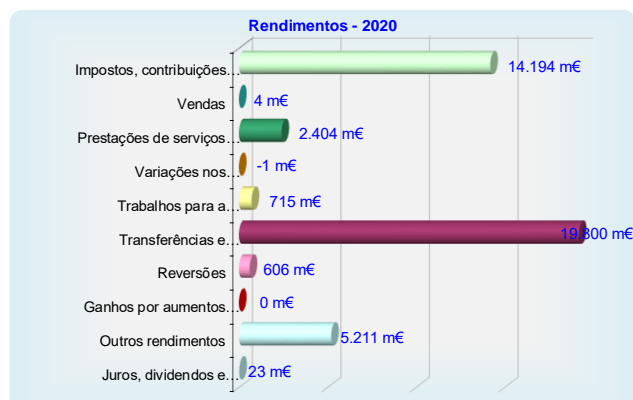 Rendimentos - 2020
Impostos, contribuições... 14.194 m€
Vendas 4 m€
Prestações de serviços... 2.404 m€
Variações nos... -1 m€
Trabalhos para a... 715 m€
Transferências e... 19.300 m€
Reversões 606 m€
Ganhos por aumentos... 0 m€
Outros rendimentos 5.211 m€
Juros, dividendos e... 23 m€